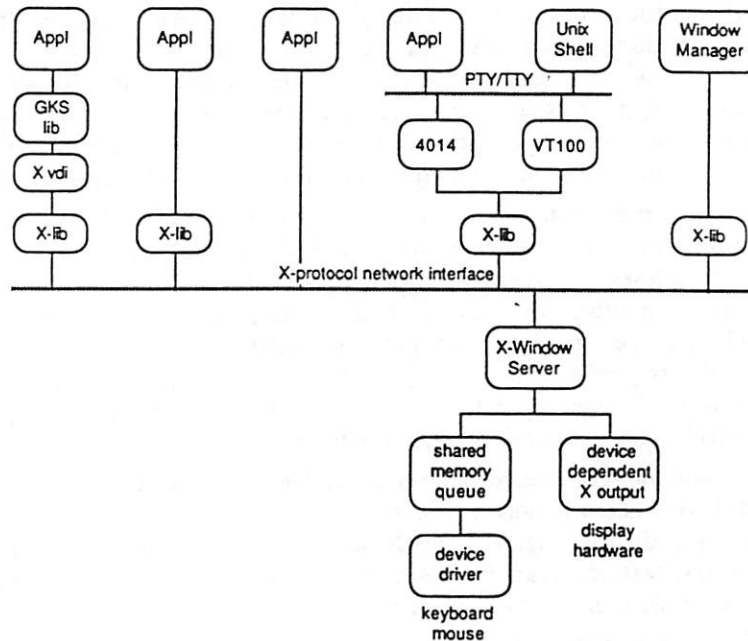 Appl
Appl
Appl
Appl
Unix
Shell
Window
Manager
PTY/TTY
GKS
lib
4014
VT100
X vdi
X-lib
X-lib
X-lib
X-lib
X-protocol network interface
X-Window
Server
shared
memory
queue
device
dependent
X output
display
hardware
device
driver
keyboard
mouse